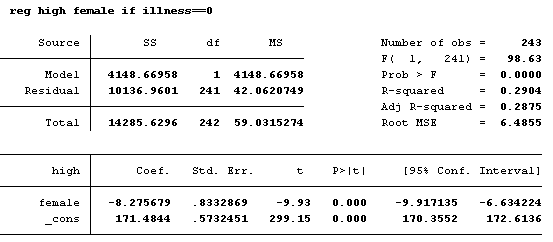 reg high female if illness==0
Source SS df MS Number of obs = 243
F( 1, 241) = 98.63
Model 4148.66958 1 4148.66958 Prob > F = 0.0000
Residual 10136.9601 241 42.0620749 R-squared = 0.2904
Adj R-squared = 0.2875
Total 14285.6296 242 59.0315274 Root MSE = 6.4855
high Coef. Std. Err. t P>|t| [95% Conf. Interval]
female -8.275679 .8332869 -9.93 0.000 -9.917135 -6.634224
_cons 171.4844 .5732451 299.15 0.000 170.3552 172.6136